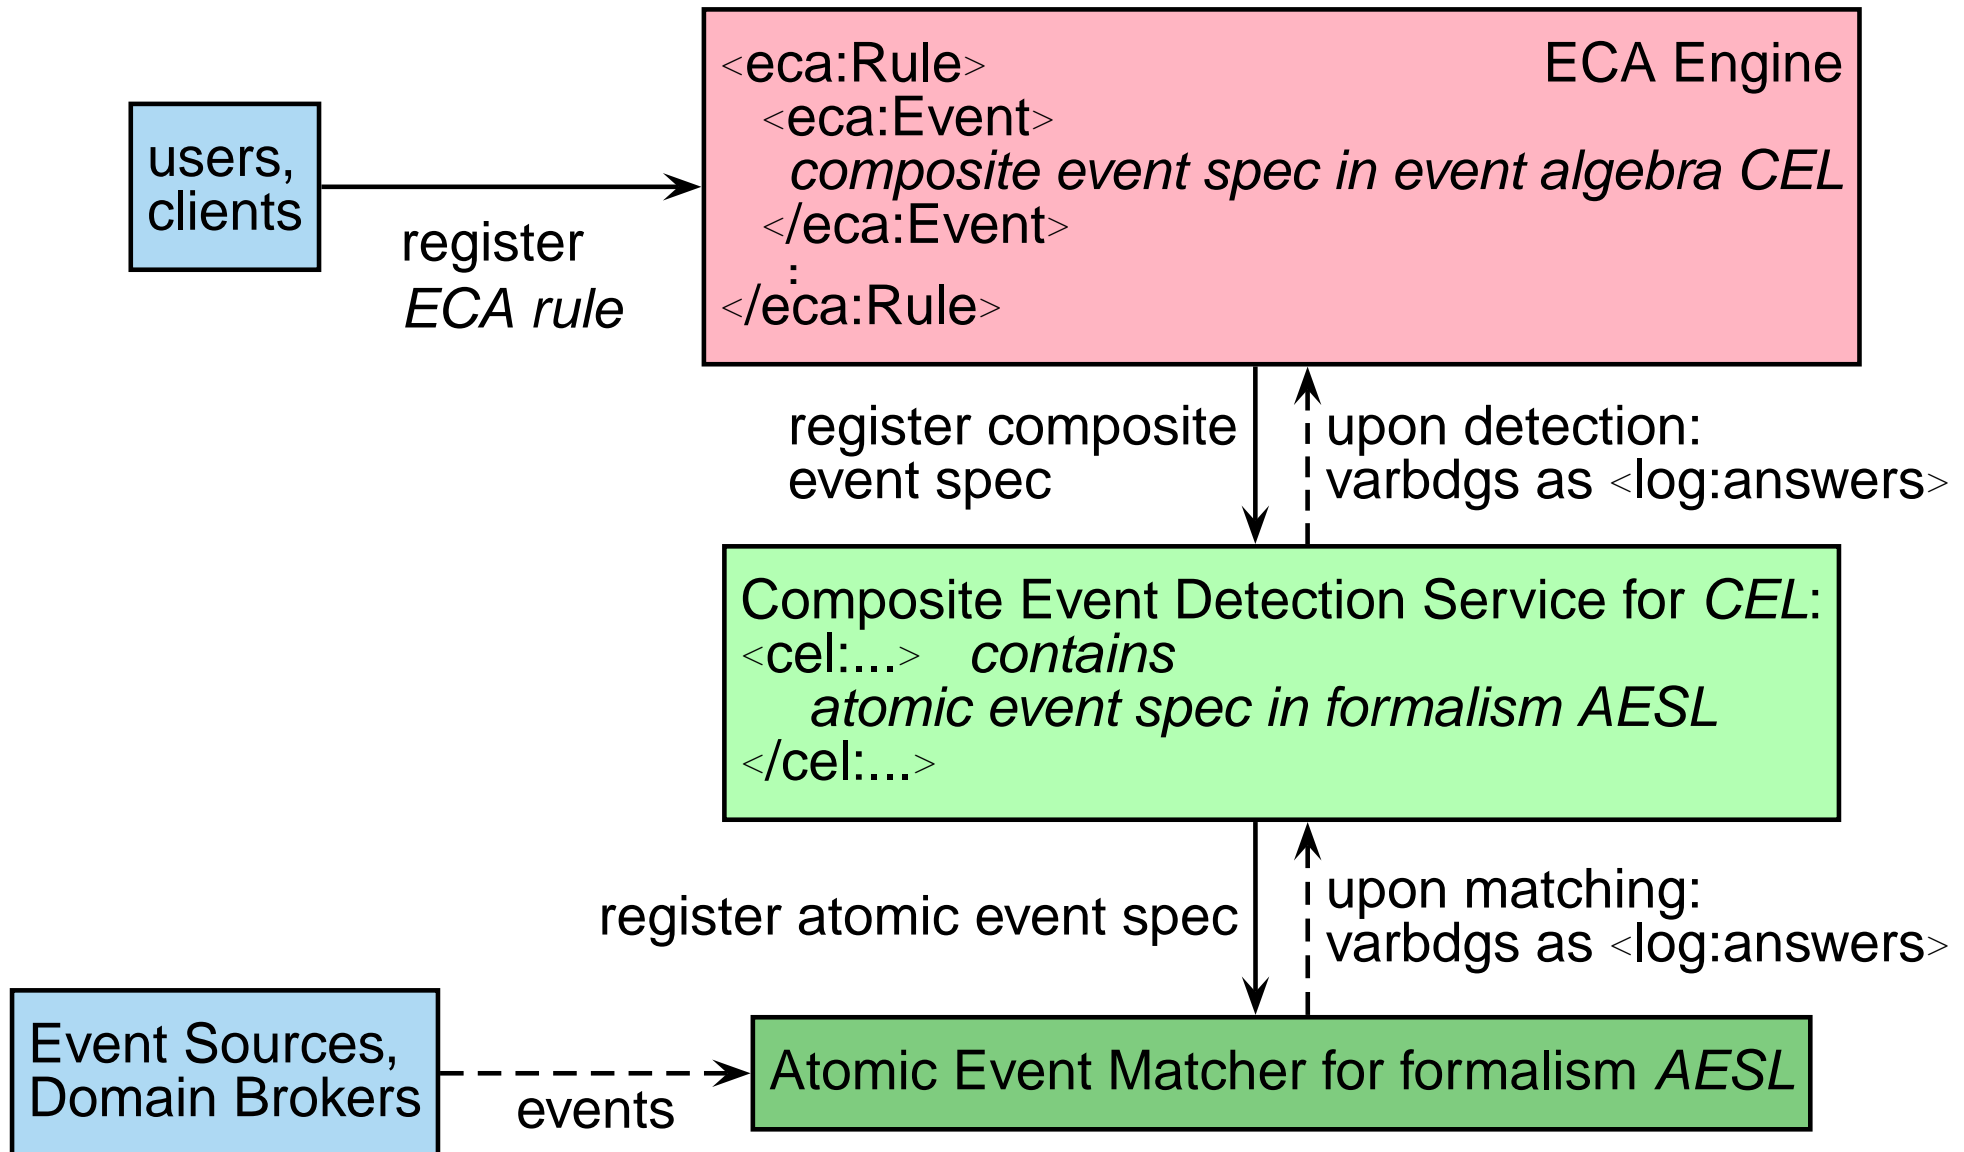 <eca:Rule> ECA Engine
<eca:Event>
composite event spec in event algebra CEL
</eca:Event>
:
</eca:Rule>
users,
clients
register
ECA rule
register composite
event spec
upon detection:
varbdgs as <log:answers>
Composite Event Detection Service for CEL:
<cel:...> contains
atomic event spec in formalism AESL
</cel:...>
register atomic event spec
upon matching:
varbdgs as <log:answers>
Event Sources,
Domain Brokers
events
Atomic Event Matcher for formalism AESL